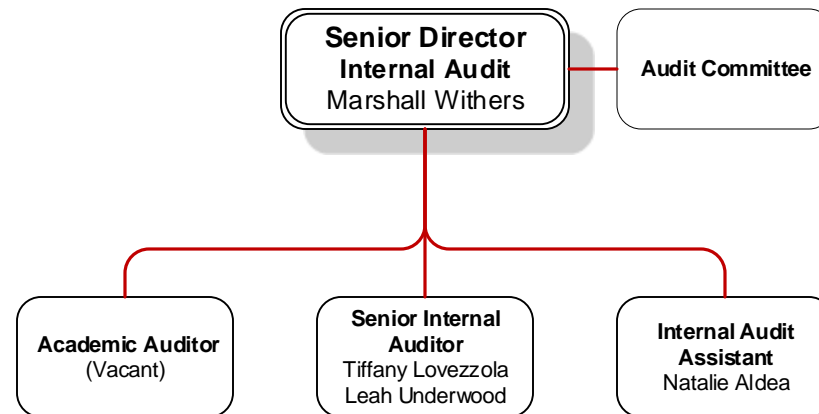 Senior Director
Internal Audit
Marshall Withers
Audit Committee
Academic Auditor
(Vacant)
Senior Internal
Auditor
Tiffany Lovezzola
Leah Underwood
Internal Audit
Assistant
Natalie Aldea